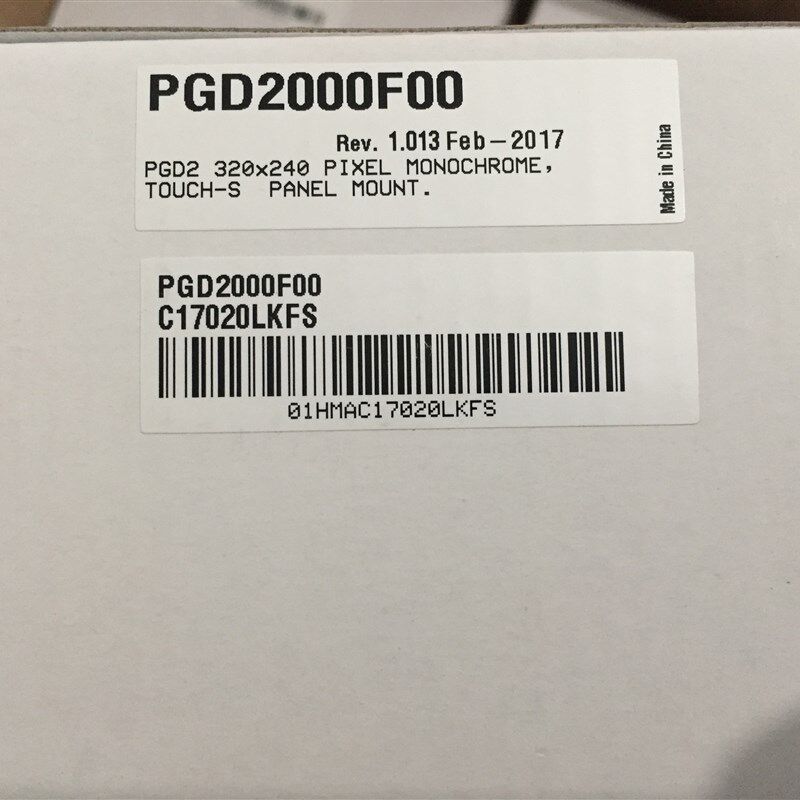 PGD2000F00
Rev. 1.013 Feb-2017
PGD2 320x240 PIXEL MONOCHROME,
TOUCH-S PANEL MOUNT.
Made in China
PGD2000F00
C17020LKFS
01HMAC17020LKFS